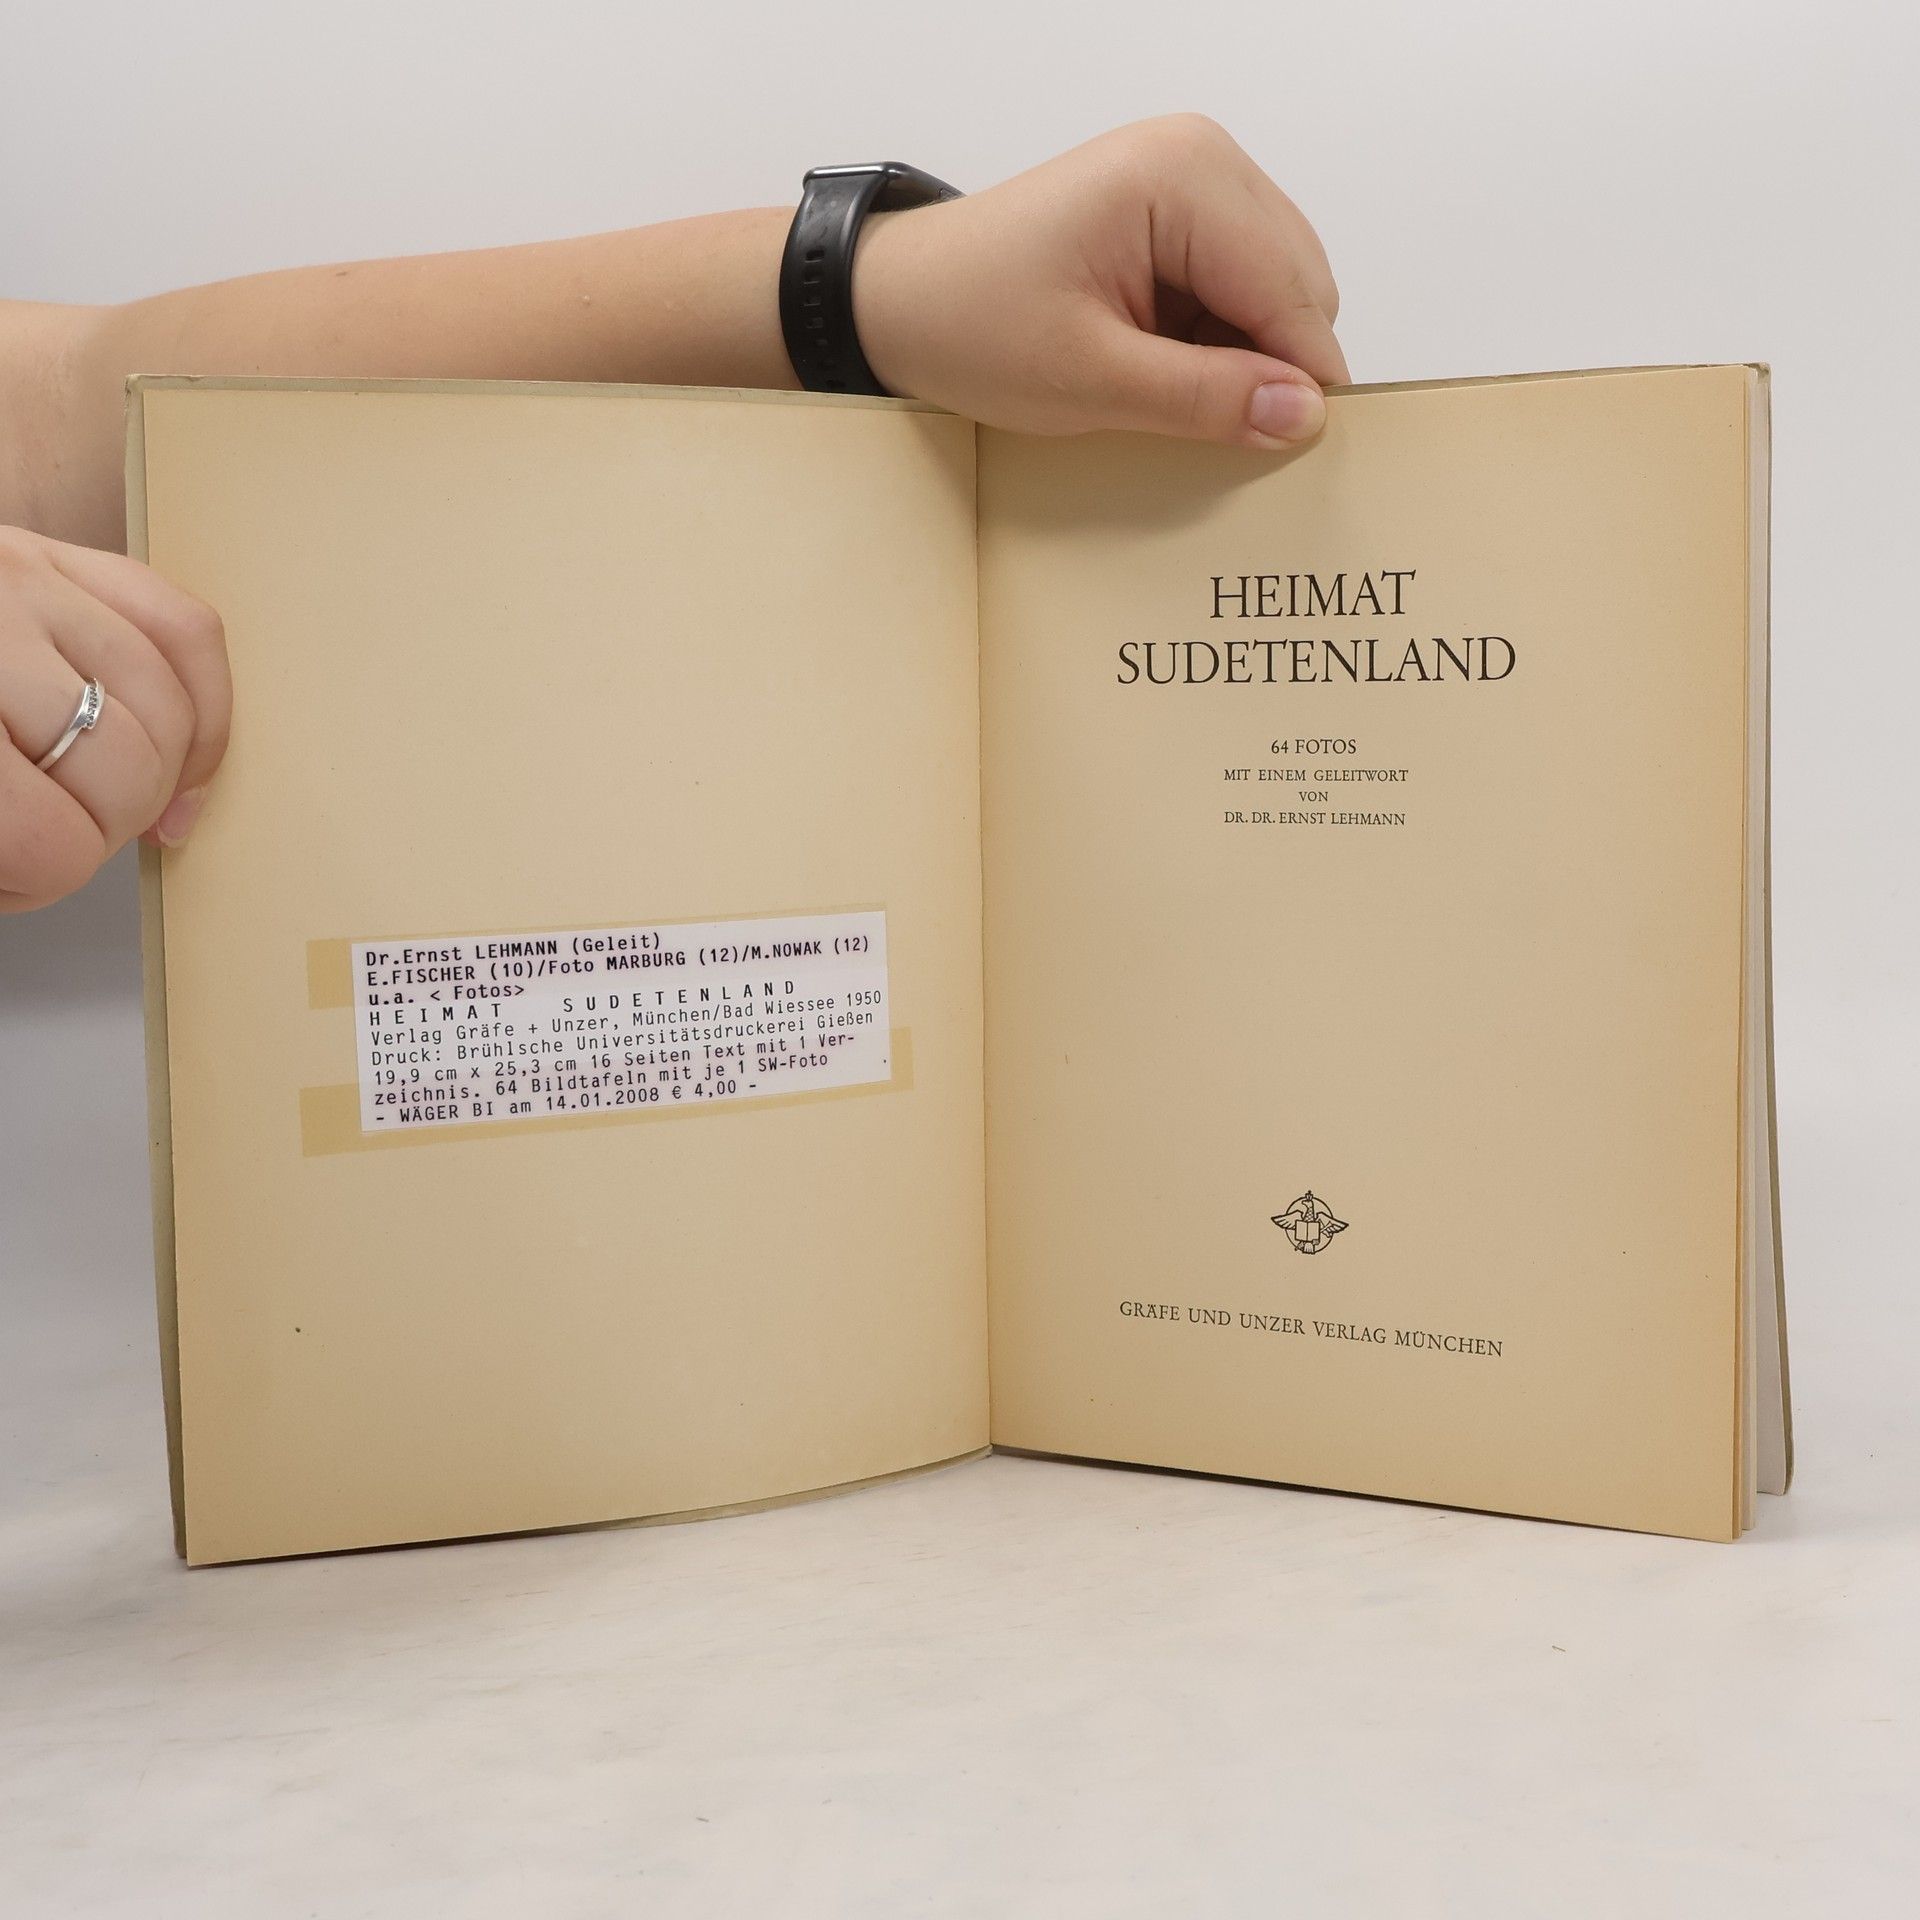 Dr.Ernst LEHMANN (Geleit)
E.FISCHER (10)/Foto MARBURG (12)/M.NOWAK (12)
u.a. < Fotos>
H E I M A T   S U D E T E N L A N D
Verlag Gräfe + Unzer, München/Bad Wiessee 1950
Druck: Brühlsche Universitätsdruckerei Gießen
19,9 cm x 25,3 cm 16 Seiten Text mit 1 Ver-
zeichnis. 64 Bildtafeln mit je 1 SW-Foto
- WÄGER BI am 14.01.2008 € 4,00 -
HEIMAT
SUDETENLAND
64 FOTOS
MIT EINEM GELEITWORT
VON
DR. DR. ERNST LEHMANN
GRÄFE UND UNZER VERLAG MÜNCHEN